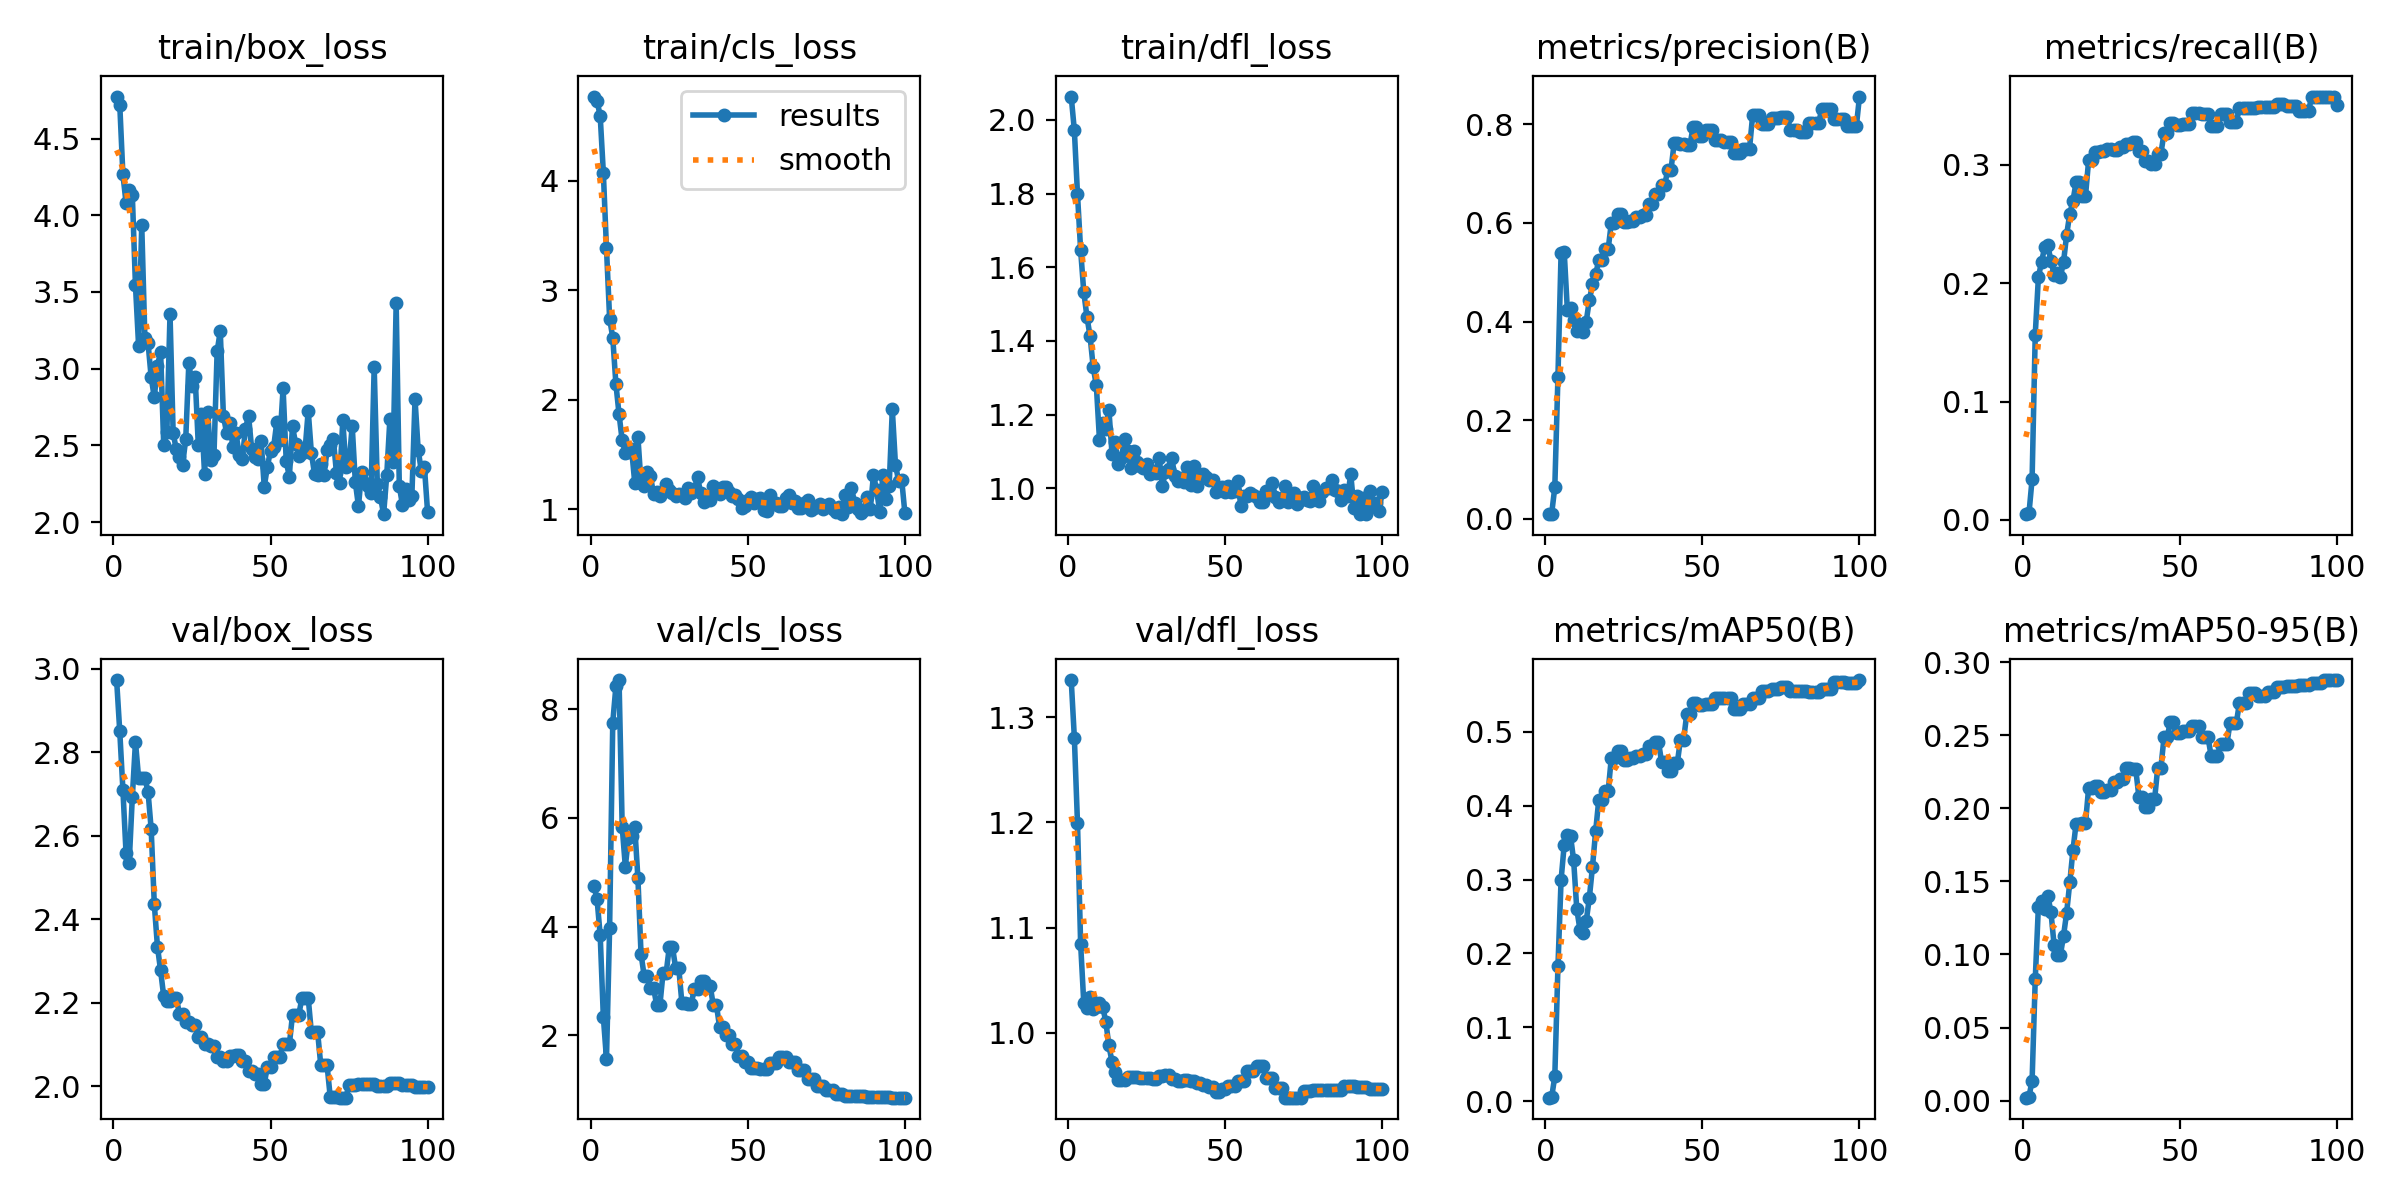 train/box_loss
4.5
4.0
3.5
3.0
2.5
2.0
0 50 100
train/cls_loss
results
smooth
4
3
2
1
0 50 100
train/dfl_loss
2.0
1.8
1.6
1.4
1.2
1.0
0 50 100
metrics/precision(B)
0.8
0.6
0.4
0.2
0.0
0 50 100
metrics/recall(B)
0.3
0.2
0.1
0.0
0 50 100
val/box_loss
3.0
2.8
2.6
2.4
2.2
2.0
0 50 100
val/cls_loss
8
6
4
2
0 50 100
val/dfl_loss
1.3
1.2
1.1
1.0
0 50 100
metrics/mAP50(B)
0.5
0.4
0.3
0.2
0.1
0.0
0 50 100
metrics/mAP50-95(B)
0.30
0.25
0.20
0.15
0.10
0.05
0.00
0 50 100